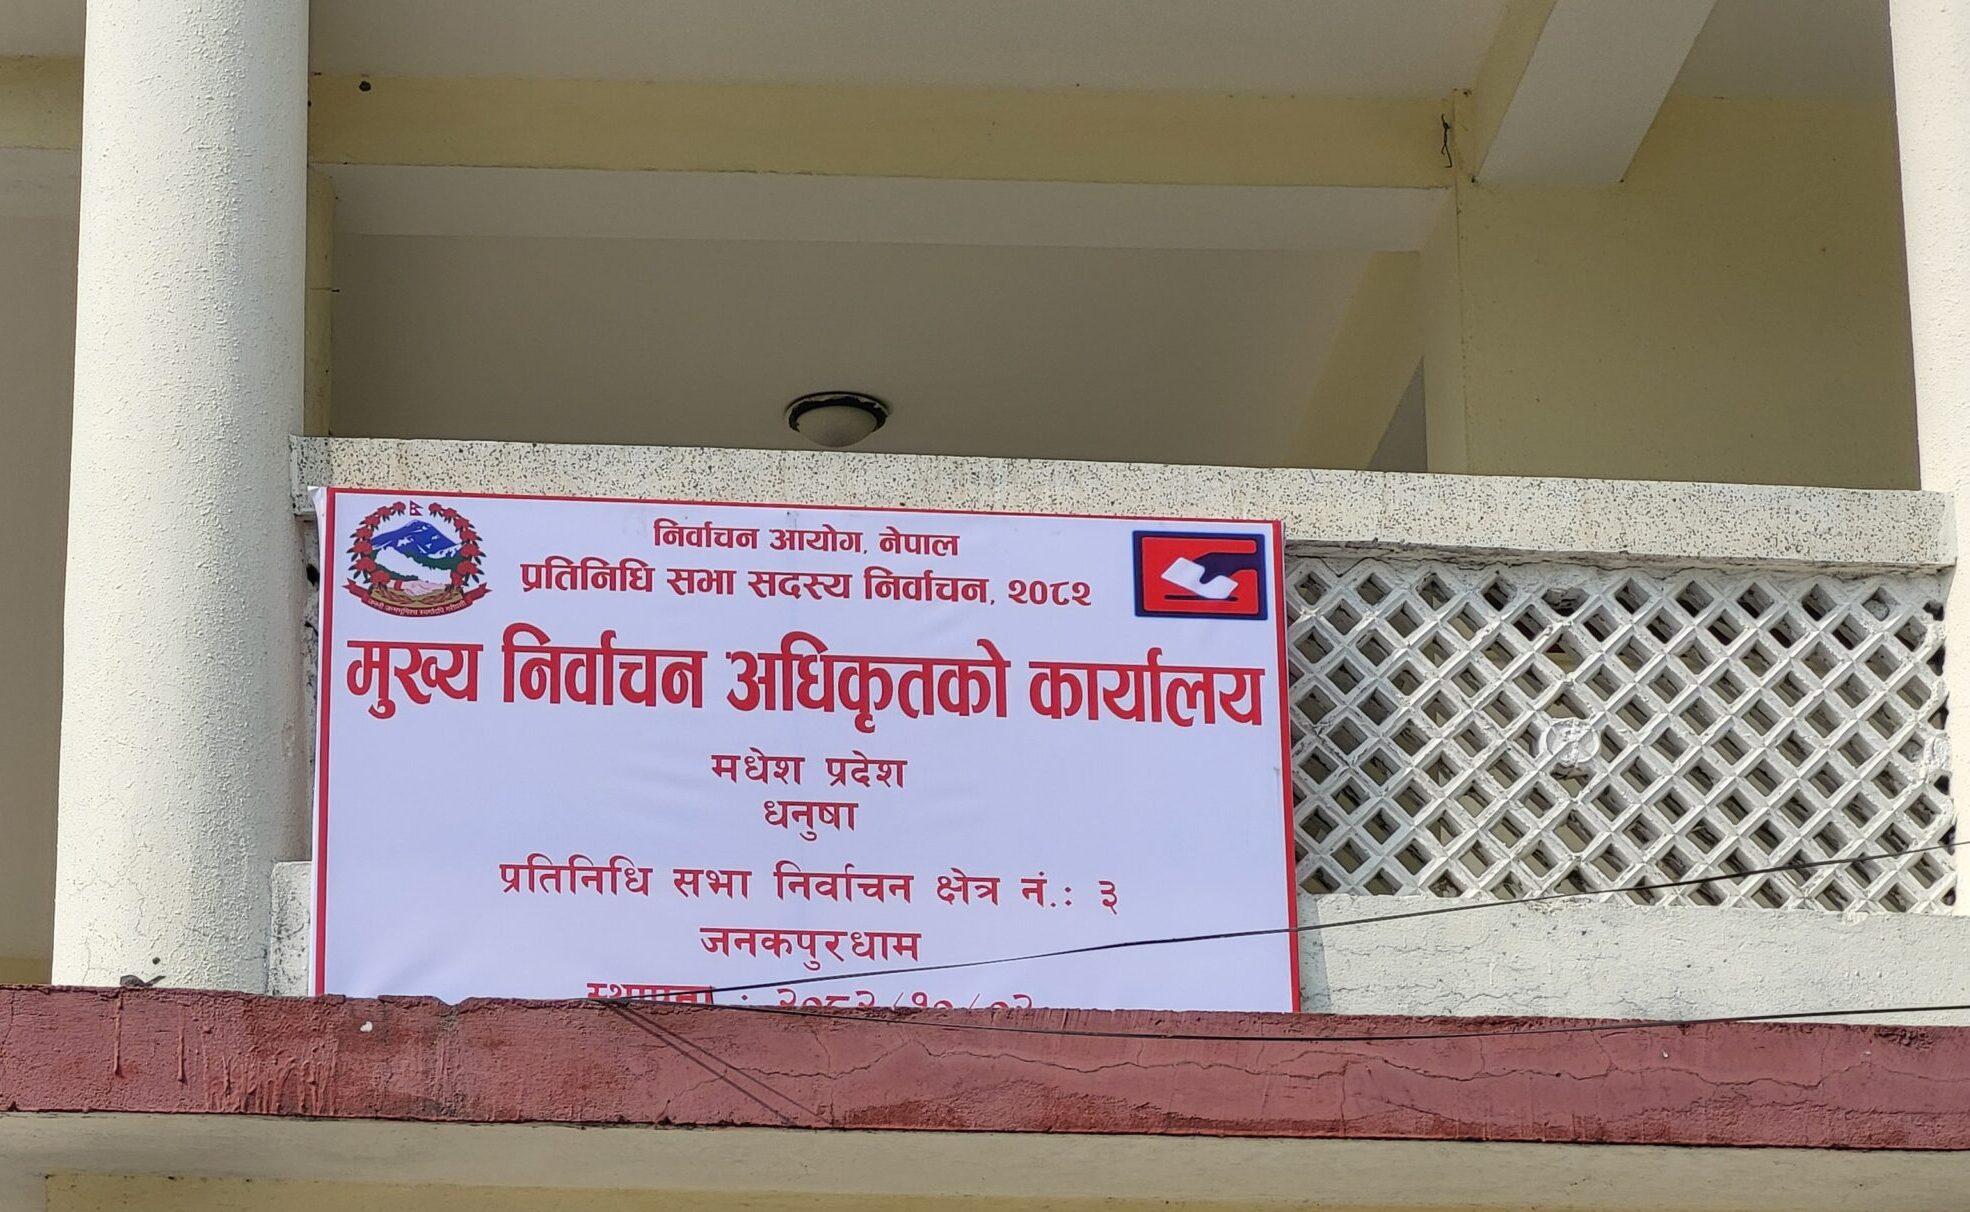 निर्वाचन आयोग, नेपाल
प्रतिनिधि सभा सदस्य निर्वाचन, २०८२
मुख्य निर्वाचन अधिकृतको कार्यालय
मधेश प्रदेश
धनुषा
प्रतिनिधि सभा निर्वाचन क्षेत्र नं.: ३
जनकपुरधाम